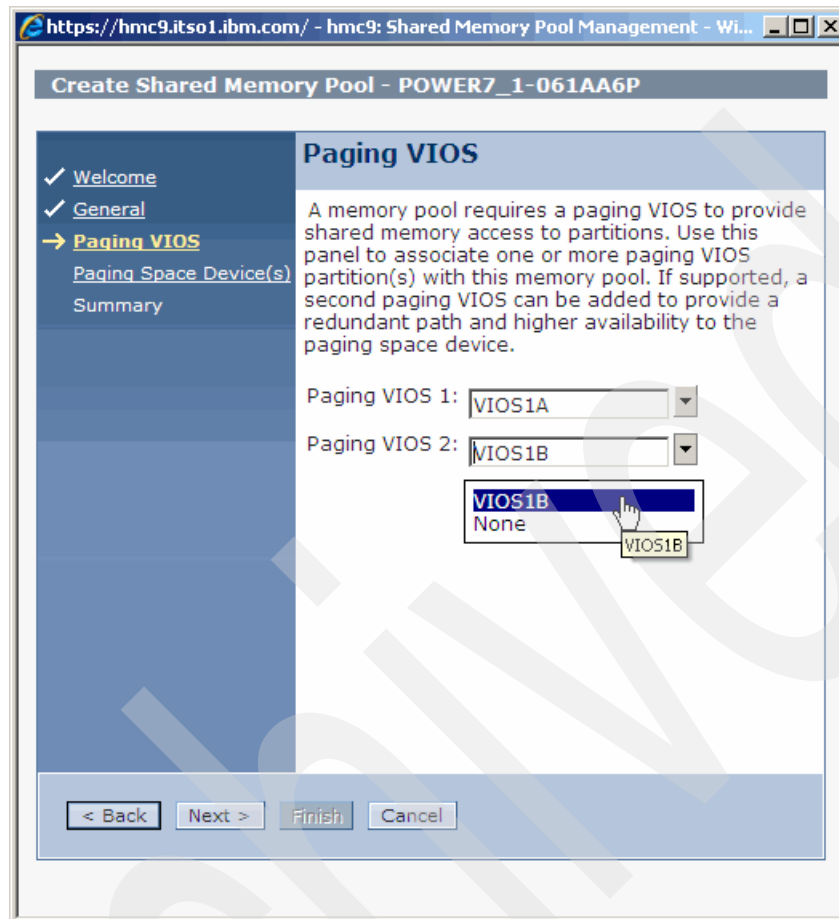 https://hmc9.itso1.ibm.com/ - hmc9: Shared Memory Pool Management - Wi...
Create Shared Memory Pool - POWER7_1-061AA6P
Welcome
General
Paging VIOS
Paging Space Device(s)
Summary
Paging VIOS
A memory pool requires a paging VIOS to provide
shared memory access to partitions. Use this
panel to associate one or more paging VIOS
partition(s) with this memory pool. If supported, a
second paging VIOS can be added to provide a
redundant path and higher availability to the
paging space device.
Paging VIOS 1: VIOS1A
Paging VIOS 2: VIOS1B
VIOS1B
None
VIOS1B
< Back Next > Finish Cancel